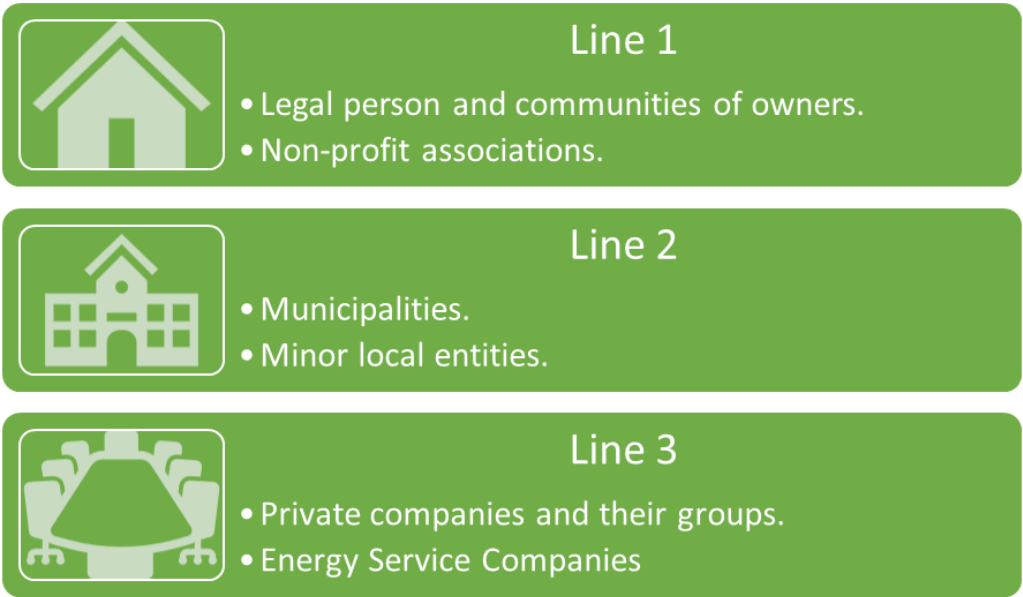 Line 1
• Legal person and communities of owners.
• Non-profit associations.
Line 2
• Municipalities.
• Minor local entities.
Line 3
• Private companies and their groups.
• Energy Service Companies